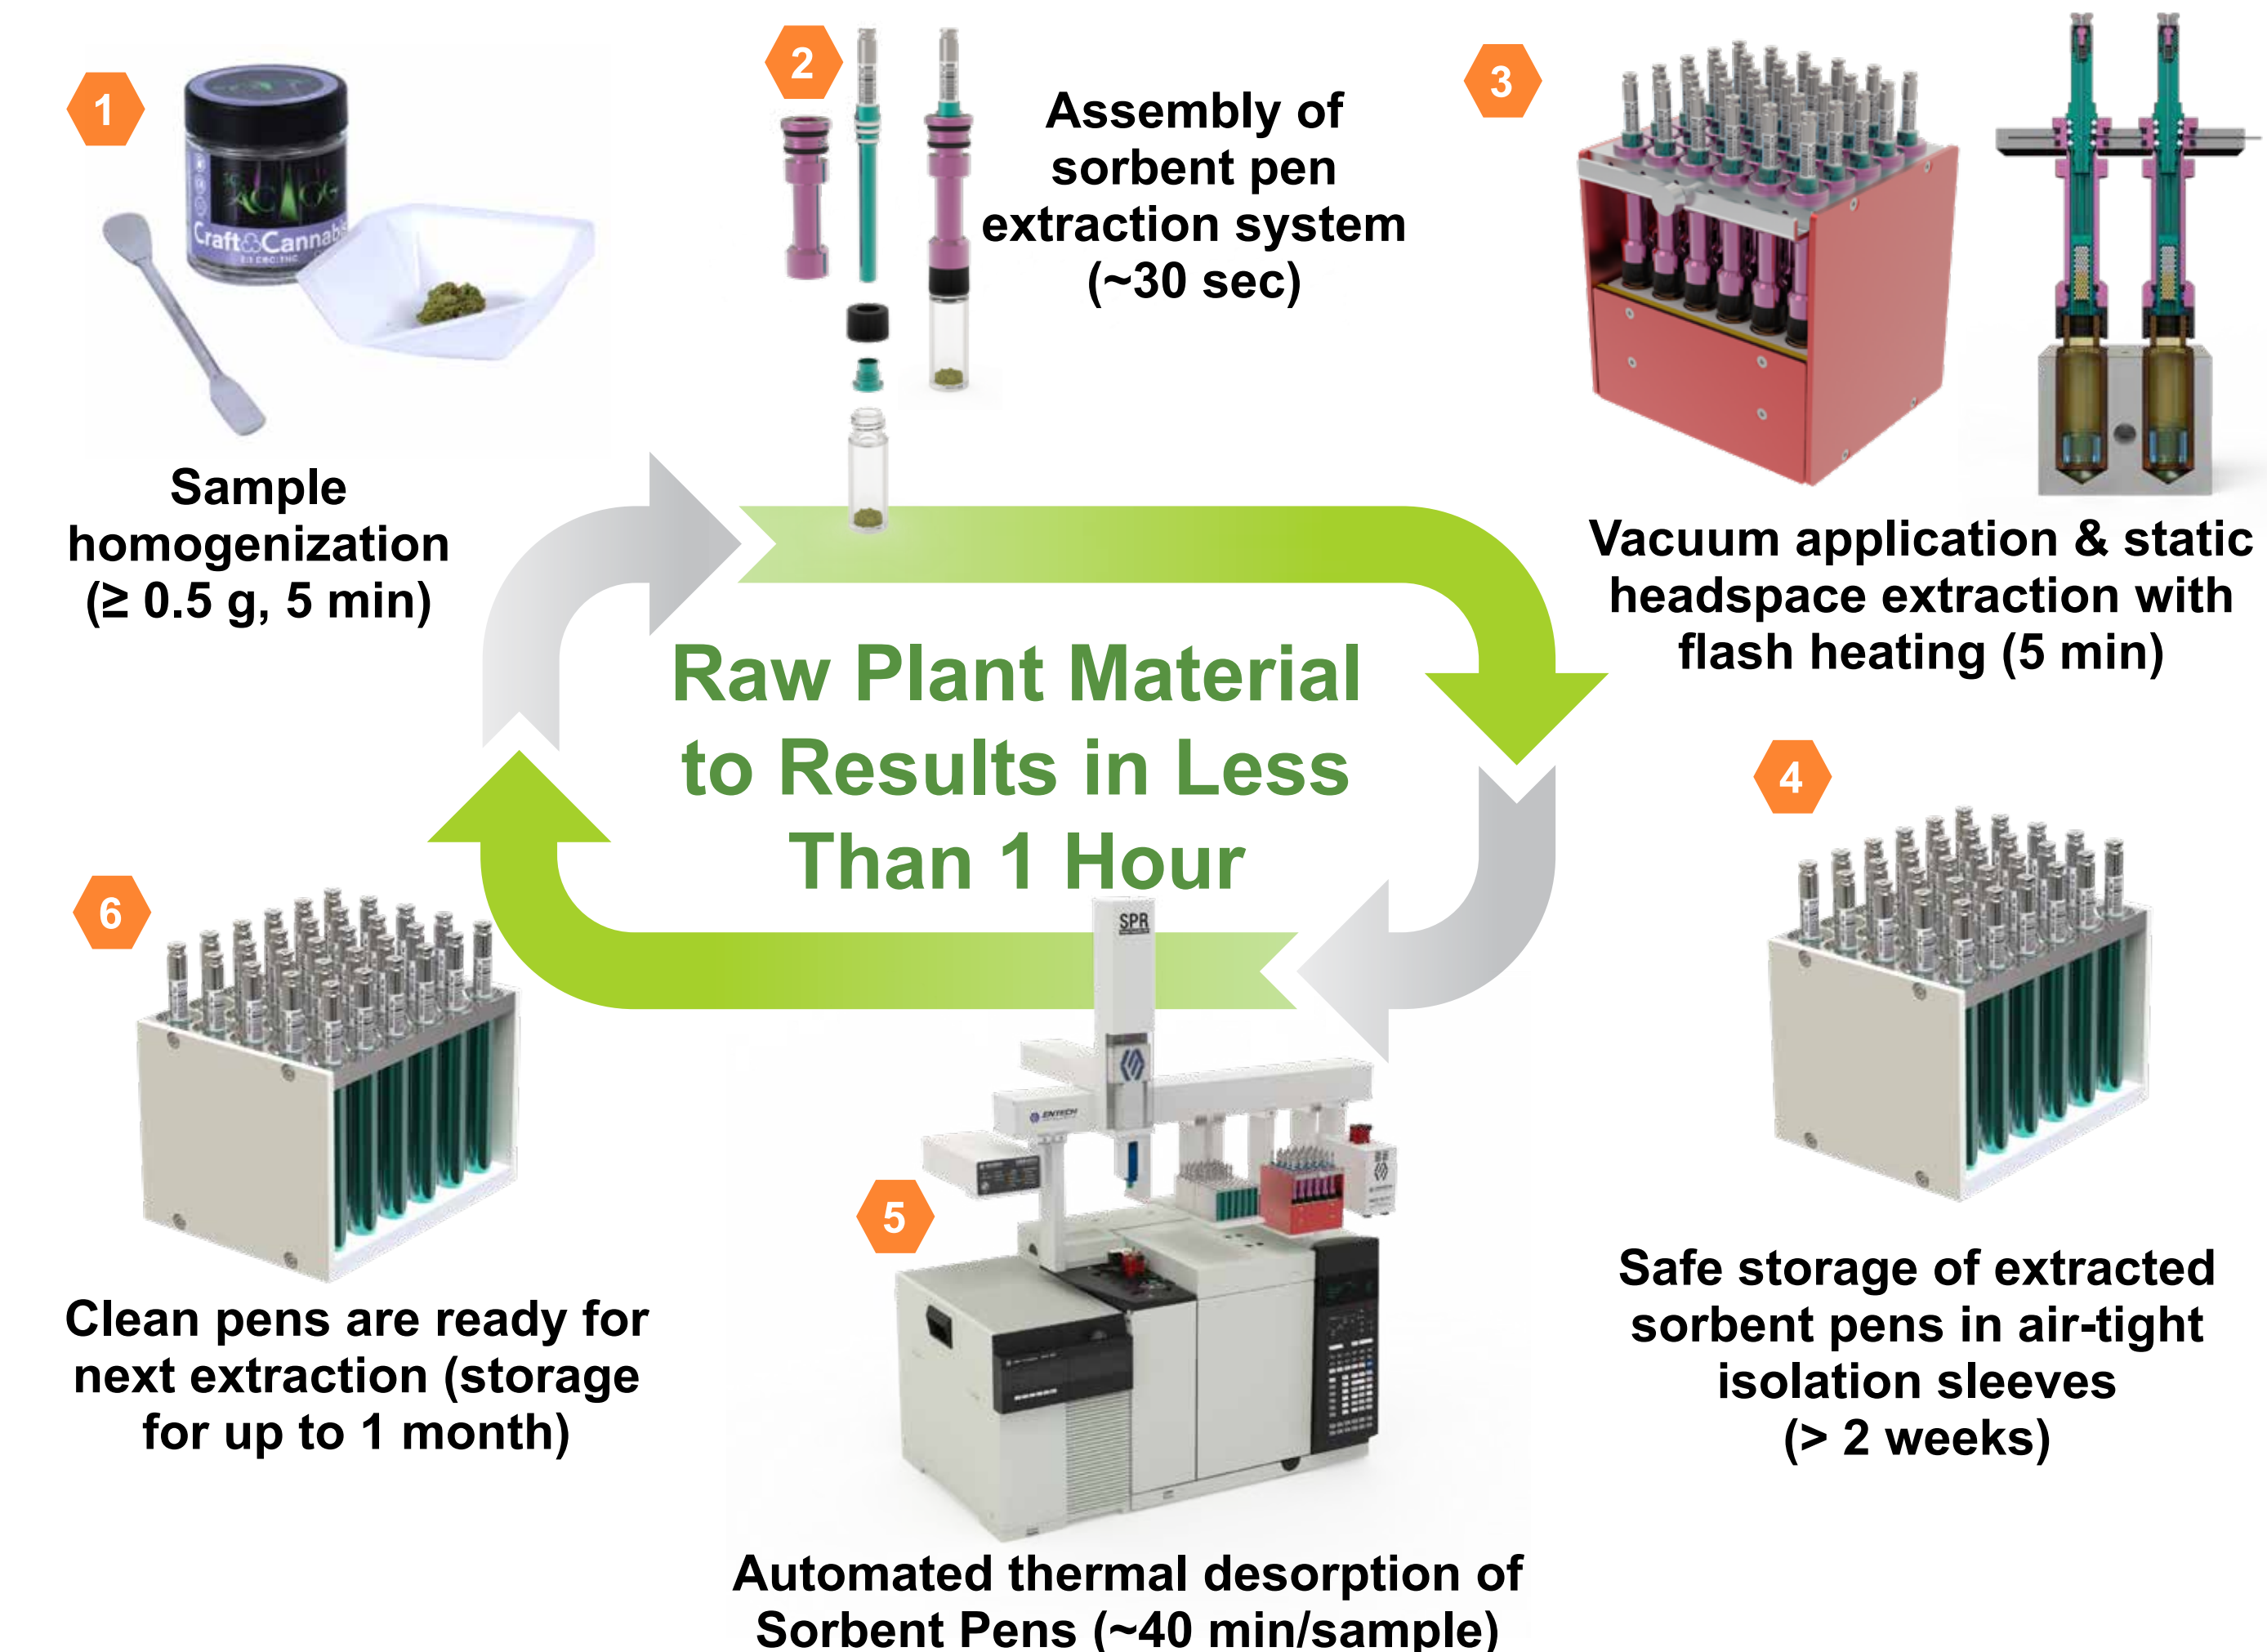 1
Craft Cannabis
Sample
homogenization
(≥ 0.5 g, 5 min)
2
Assembly of
sorbent pen
extraction system
(~30 sec)
3
Vacuum application & static
headspace extraction with
flash heating (5 min)
Raw Plant Material
to Results in Less
Than 1 Hour
4
Safe storage of extracted
sorbent pens in air-tight
isolation sleeves
(> 2 weeks)
5
SPR
ENTECH
Automated thermal desorption of
Sorbent Pens (~40 min/sample)
6
Clean pens are ready for
next extraction (storage
for up to 1 month)